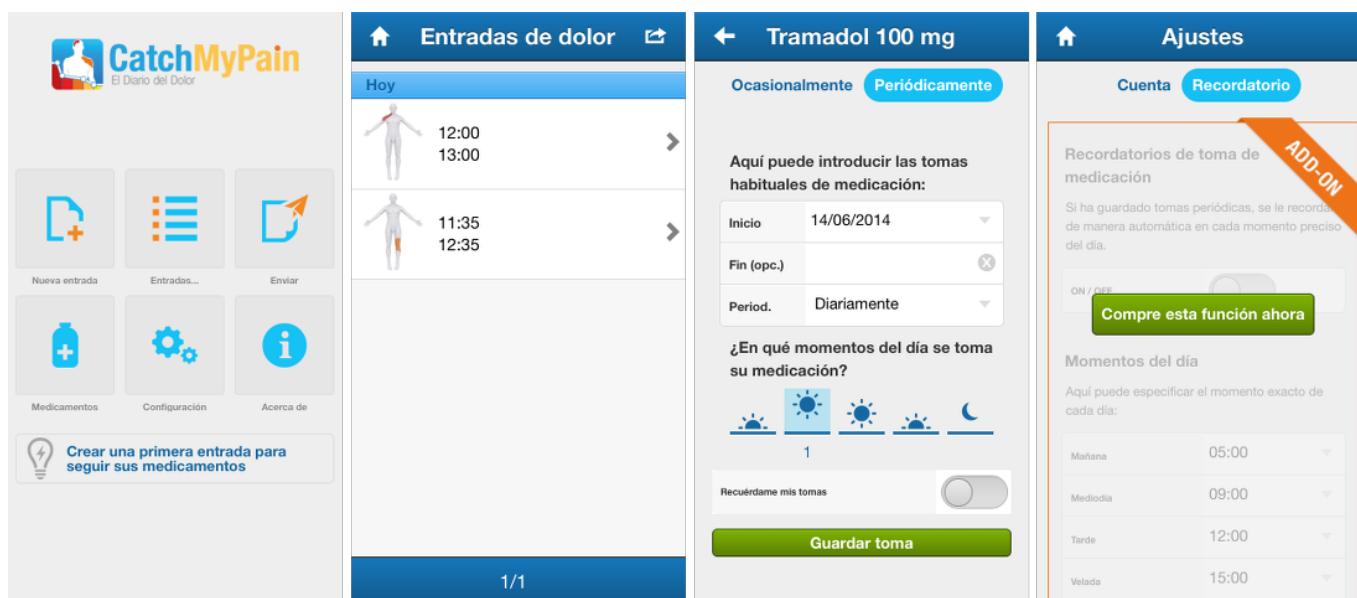 CatchMyPain
El Diario del Dolor
Nueva entrada
Entradas...
Enviar
Medicamentos
Configuración
Acerca de
Crear una primera entrada para
seguir sus medicamentos
Entradas de dolor
Hoy
12:00
13:00
11:35
12:35
1/1
Tramadol 100 mg
Ocasionalmente
Periódicamente
Aquí puede introducir las tomas
habituales de medicación:
Inicio
14/06/2014
Fin (opc.)
Period.
Diariamente
¿En qué momentos del día se toma
su medicación?
1
Recuérdame mis tomas
Guardar toma
Ajustes
Cuenta
Recordatorio
ADD-ON
Recordatorios de toma de
medicación
Si ha guardado tomas periódicas, se le recorda
de manera automática en cada momento preciso
del día.
ON / OFF
Compre esta función ahora
Momentos del día
Aquí puede especificar el momento exacto de
cada día:
Mañana
05:00
Mediodía
09:00
Tarde
12:00
Velada
15:00